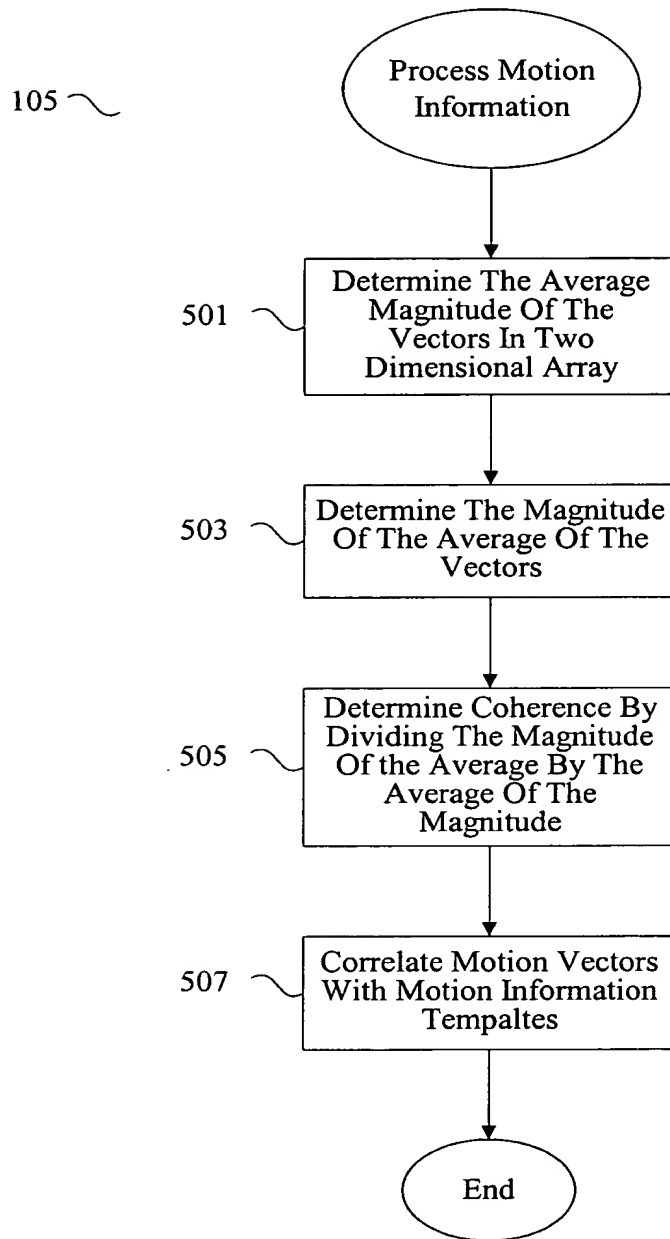 105
Process Motion
Information
501
Determine The Average
Magnitude Of The
Vectors In Two
Dimensional Array
503
Determine The Magnitude
Of The Average Of The
Vectors
505
Determine Coherence By
Dividing The Magnitude
Of the Average By The
Average Of The
Magnitude
507
Correlate Motion Vectors
With Motion Information
Tempaltes
End